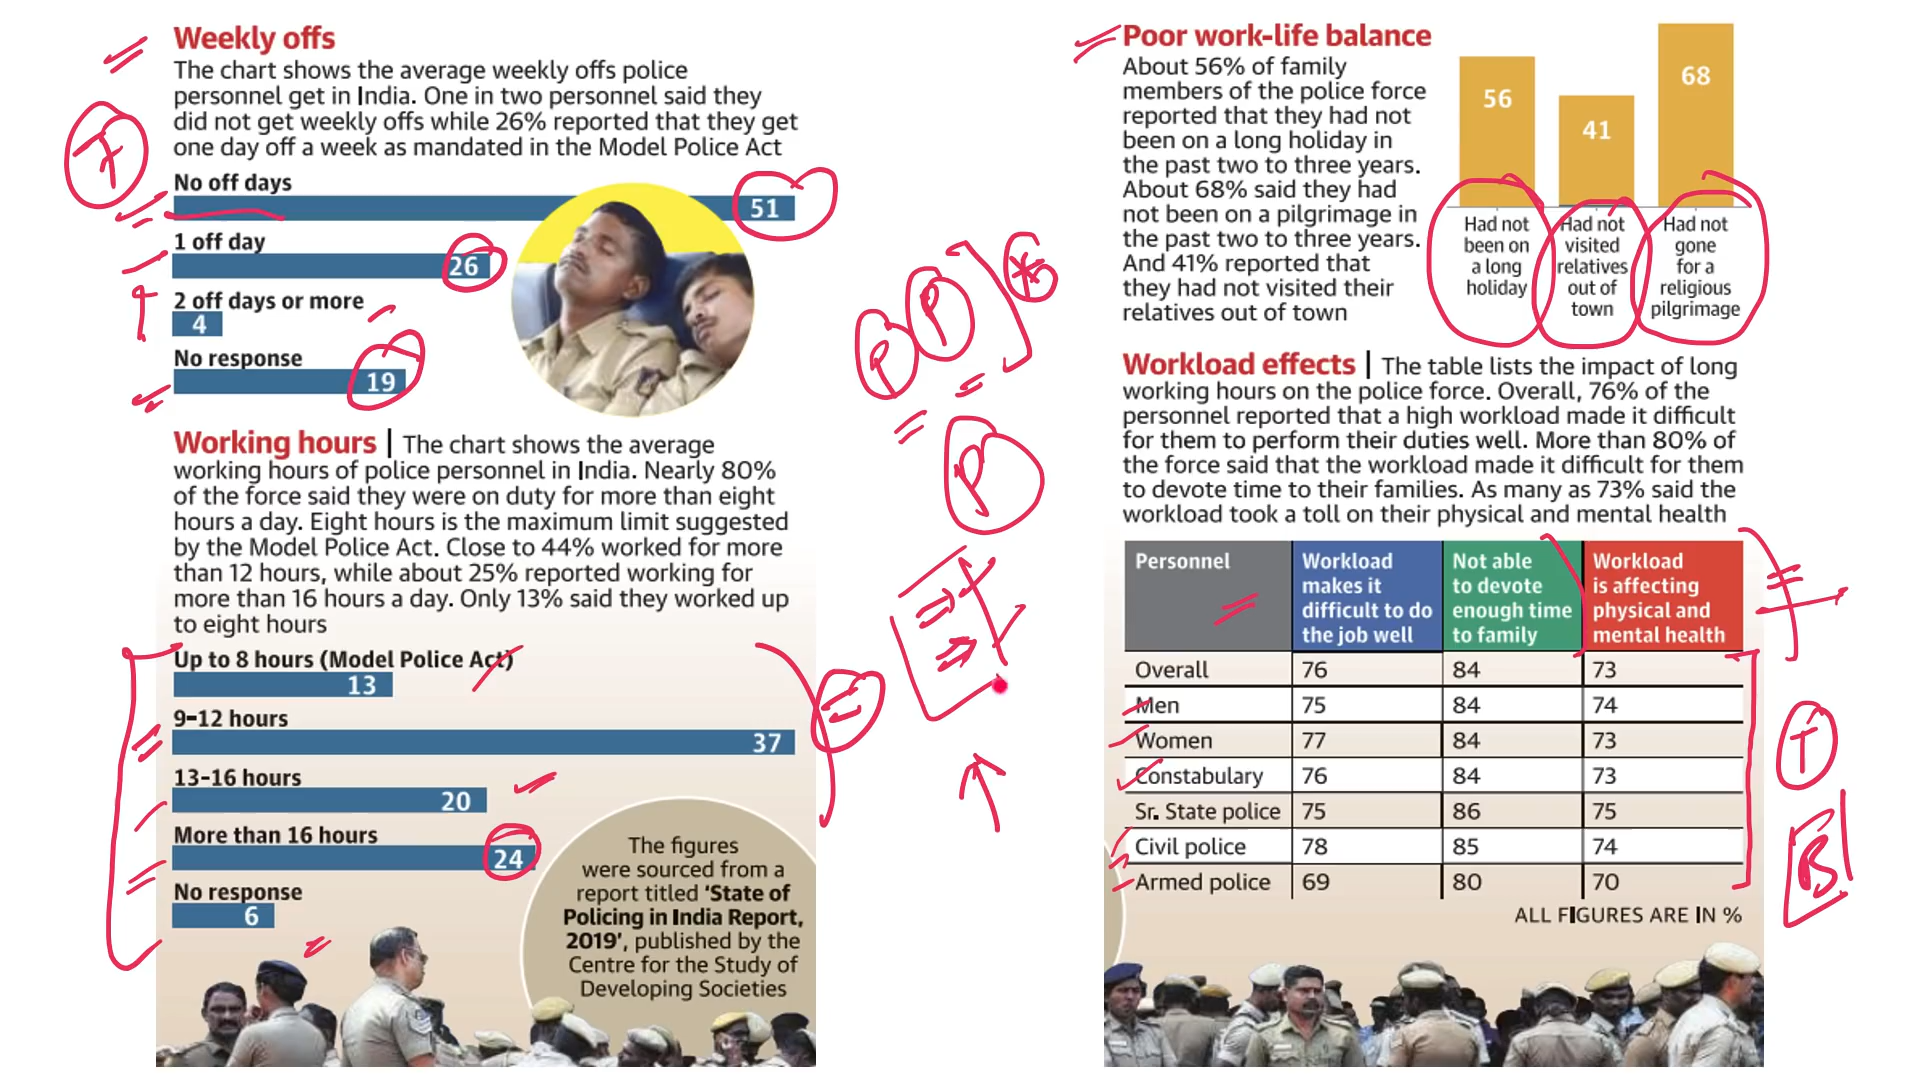 Weekly offs
The chart shows the average weekly offs police
personnel get in India. One in two personnel said they
did not get weekly offs while 26% reported that they get
one day off a week as mandated in the Model Police Act
No off days
51
1 off day
26
2 off days or more
4
No response
19
Working hours | The chart shows the average
working hours of police personnel in India. Nearly 80%
of the force said they were on duty for more than eight
hours a day. Eight hours is the maximum limit suggested
by the Model Police Act. Close to 44% worked for more
than 12 hours, while about 25% reported working for
more than 16 hours a day. Only 13% said they worked up
to eight hours
Up to 8 hours (Model Police Act)
13
9-12 hours
37
13-16 hours
20
More than 16 hours
24
No response
6
The figures
were sourced from a
report titled ‘State of
Policing in India Report,
2019’, published by the
Centre for the Study of
Developing Societies
P P
P
Poor work-life balance
About 56% of family
members of the police force
reported that they had not
been on a long holiday in
the past two to three years.
About 68% said they had
not been on a pilgrimage in
the past two to three years.
And 41% reported that
they had not visited their
relatives out of town
56
41
68
Had not
been on
a long
holiday
Had not
visited
relatives
out of
town
Had not
gone
for a
religious
pilgrimage
Workload effects | The table lists the impact of long
working hours on the police force. Overall, 76% of the
personnel reported that a high workload made it difficult
for them to perform their duties well. More than 80% of
the force said that the workload made it difficult for them
to devote time to their families. As many as 73% said the
workload took a toll on their physical and mental health
Personnel
Workload
makes it
difficult to do
the job well
Not able
to devote
enough time
to family
Workload
is affecting
physical and
mental health
Overall 76 84 73
Men 75 84 74
Women 77 84 73
Constabulary 76 84 73
Sr. State police 75 86 75
Civil police 78 85 74
Armed police 69 80 70
ALL FIGURES ARE IN %
T
B